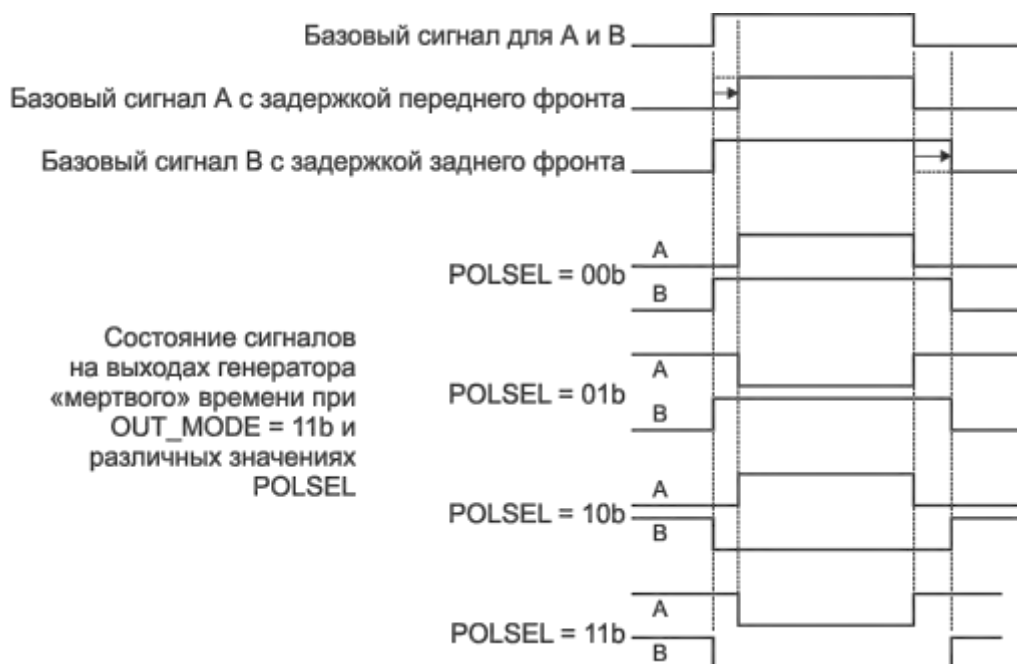 Базовый сигнал для А и В
Базовый сигнал А с задержкой переднего фронта
Базовый сигнал В с задержкой заднего фронта
A
POLSEL = 00b
B
Состояние сигналов
на выходах генератора
«мертвого» времени при
OUT_MODE = 11b и
различных значениях
POLSEL
A
POLSEL = 01b
B
A
POLSEL = 10b
B
A
POLSEL = 11b
B